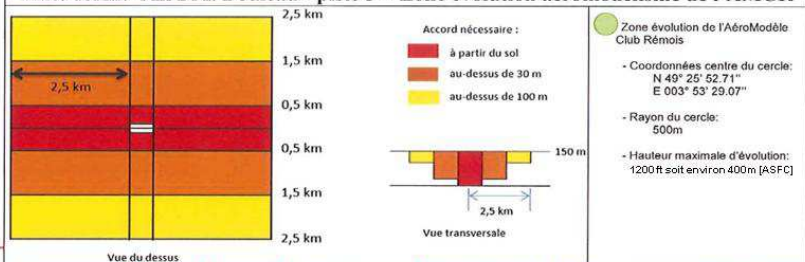 2,5 km
1,5 km
0,5 km
0,5 km
1,5 km
2,5 km
2,5 km
Vue du dessus
Accord nécessaire :
à partir du sol
au-dessus de 30 m
au-dessus de 100 m
150 m
2,5 km
Vue transversale
Zone évolution de l'AéroModèle
Club Rémois
- Coordonnées centre du cercle:
N 49° 25' 52.71"
E 003° 53' 29.07"
- Rayon du cercle:
500m
- Hauteur maximale d'évolution:
1200ft soit environ 400m [ASFC]